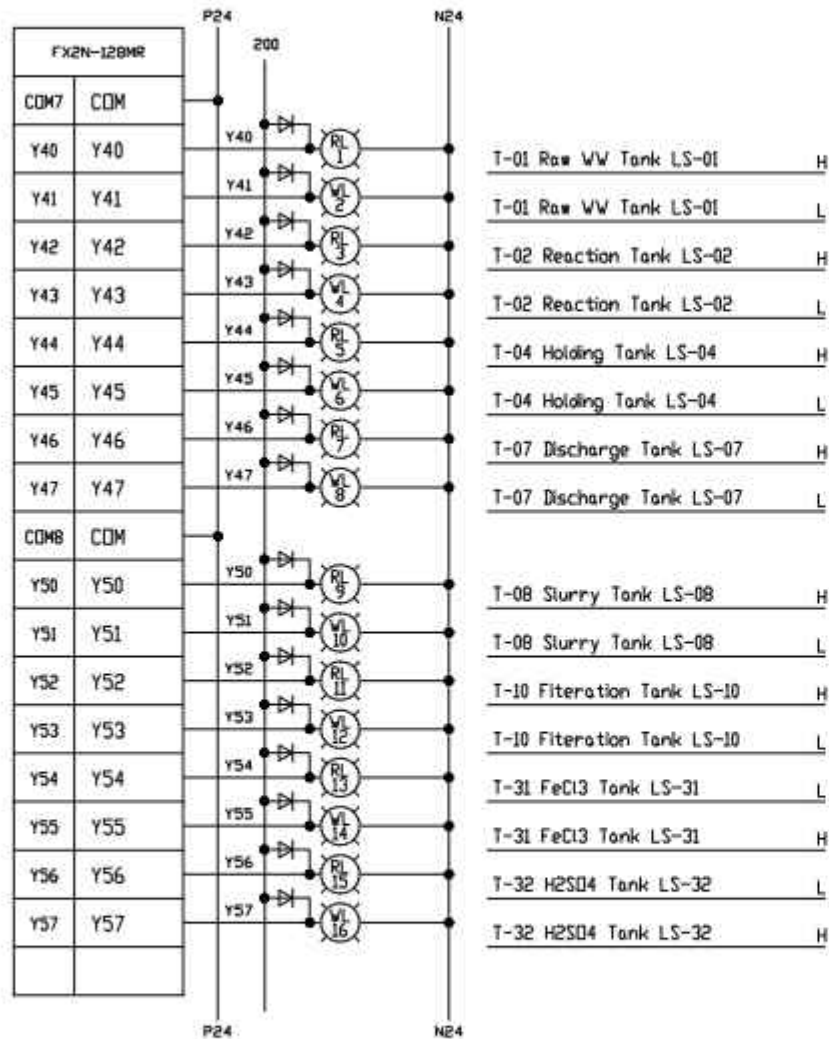 P24 N24
FX2N-128MR 200
COM7 COM
Y40 Y40 Y40 RL 1 T-01 Raw WW Tank LS-01 H
Y41 Y41 Y41 WL 2 T-01 Raw WW Tank LS-01 L
Y42 Y42 Y42 RL 3 T-02 Reaction Tank LS-02 H
Y43 Y43 Y43 WL 4 T-02 Reaction Tank LS-02 L
Y44 Y44 Y44 RL 5 T-04 Holding Tank LS-04 H
Y45 Y45 Y45 WL 6 T-04 Holding Tank LS-04 L
Y46 Y46 Y46 RL 7 T-07 Discharge Tank LS-07 H
Y47 Y47 Y47 WL 8 T-07 Discharge Tank LS-07 L
COM8 COM
Y50 Y50 Y50 RL 9 T-08 Slurry Tank LS-08 H
Y51 Y51 Y51 WL 10 T-08 Slurry Tank LS-08 L
Y52 Y52 Y52 RL 11 T-10 Fiteration Tank LS-10 H
Y53 Y53 Y53 WL 12 T-10 Fiteration Tank LS-10 L
Y54 Y54 Y54 RL 13 T-31 FeCl3 Tank LS-31 L
Y55 Y55 Y55 WL 14 T-31 FeCl3 Tank LS-31 H
Y56 Y56 Y56 RL 15 T-32 H2SO4 Tank LS-32 L
Y57 Y57 Y57 WL 16 T-32 H2SO4 Tank LS-32 H
P24 N24